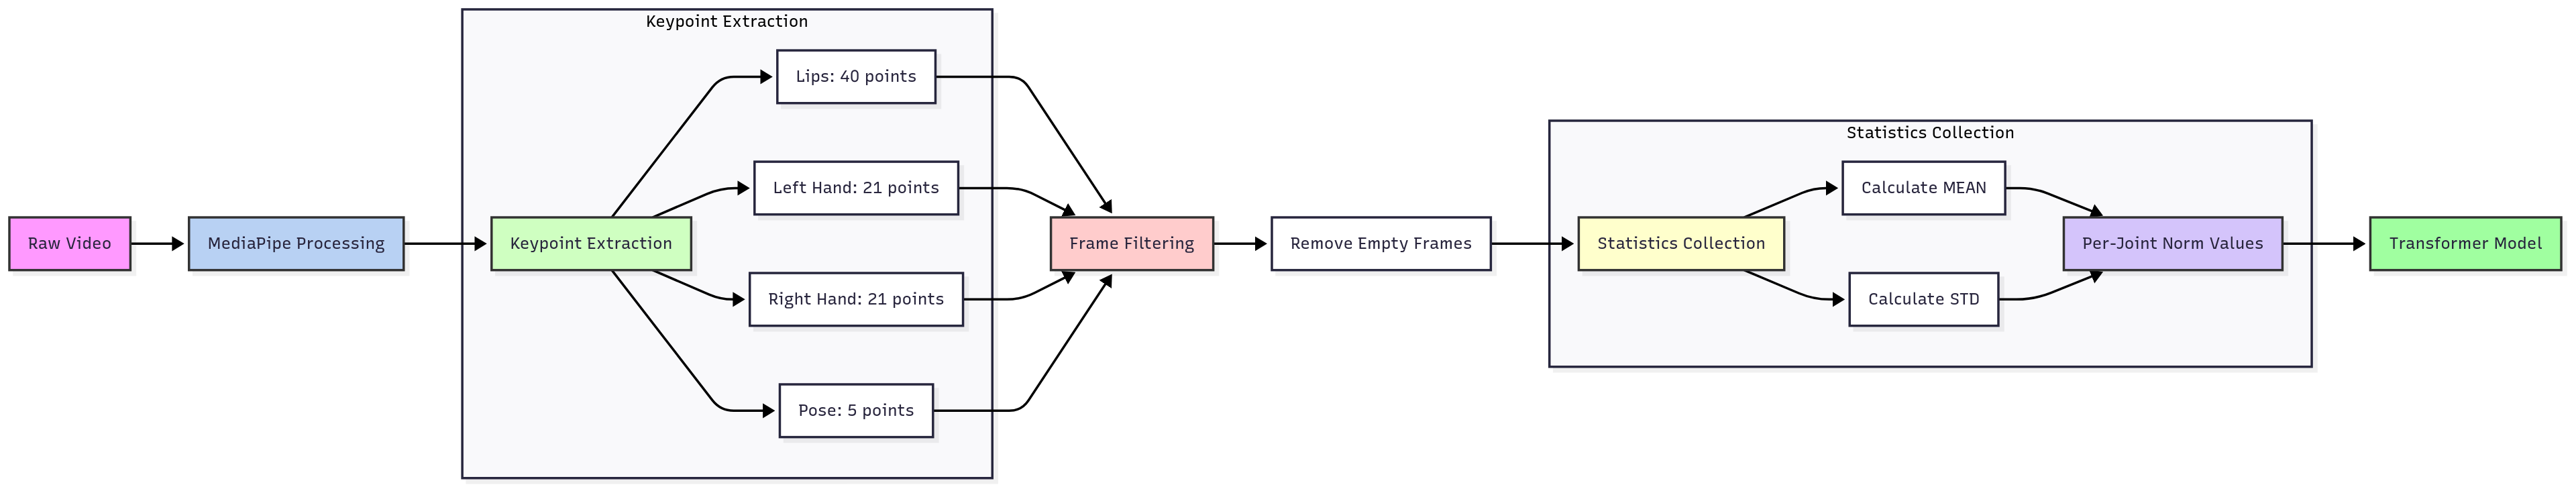 Raw Video
MediaPipe Processing
Keypoint Extraction
Keypoint Extraction
Lips: 40 points
Left Hand: 21 points
Right Hand: 21 points
Pose: 5 points
Frame Filtering
Remove Empty Frames
Statistics Collection
Statistics Collection
Calculate MEAN
Calculate STD
Per-Joint Norm Values
Transformer Model